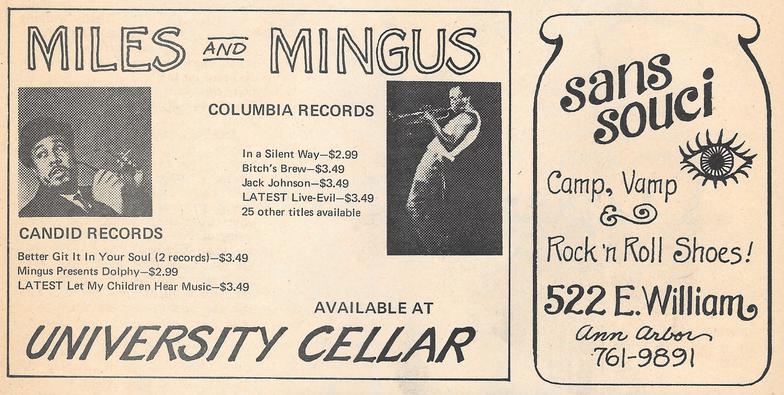 MILES AND MINGUS
COLUMBIA RECORDS
In a Silent Way—$2.99
Bitch's Brew—$3.49
Jack Johnson—$3.49
LATEST Live-Evil—$3.49
25 other titles available
CANDID RECORDS
Better Git It In Your Soul (2 records)—$3.49
Mingus Presents Dolphy—$2.99
LATEST Let My Children Hear Music—$3.49
AVAILABLE AT
UNIVERSITY CELLAR
sans
souci
Camp, Vamp
&
Rock 'n Roll Shoes!
522 E. William,
Ann Arbor
761-9891